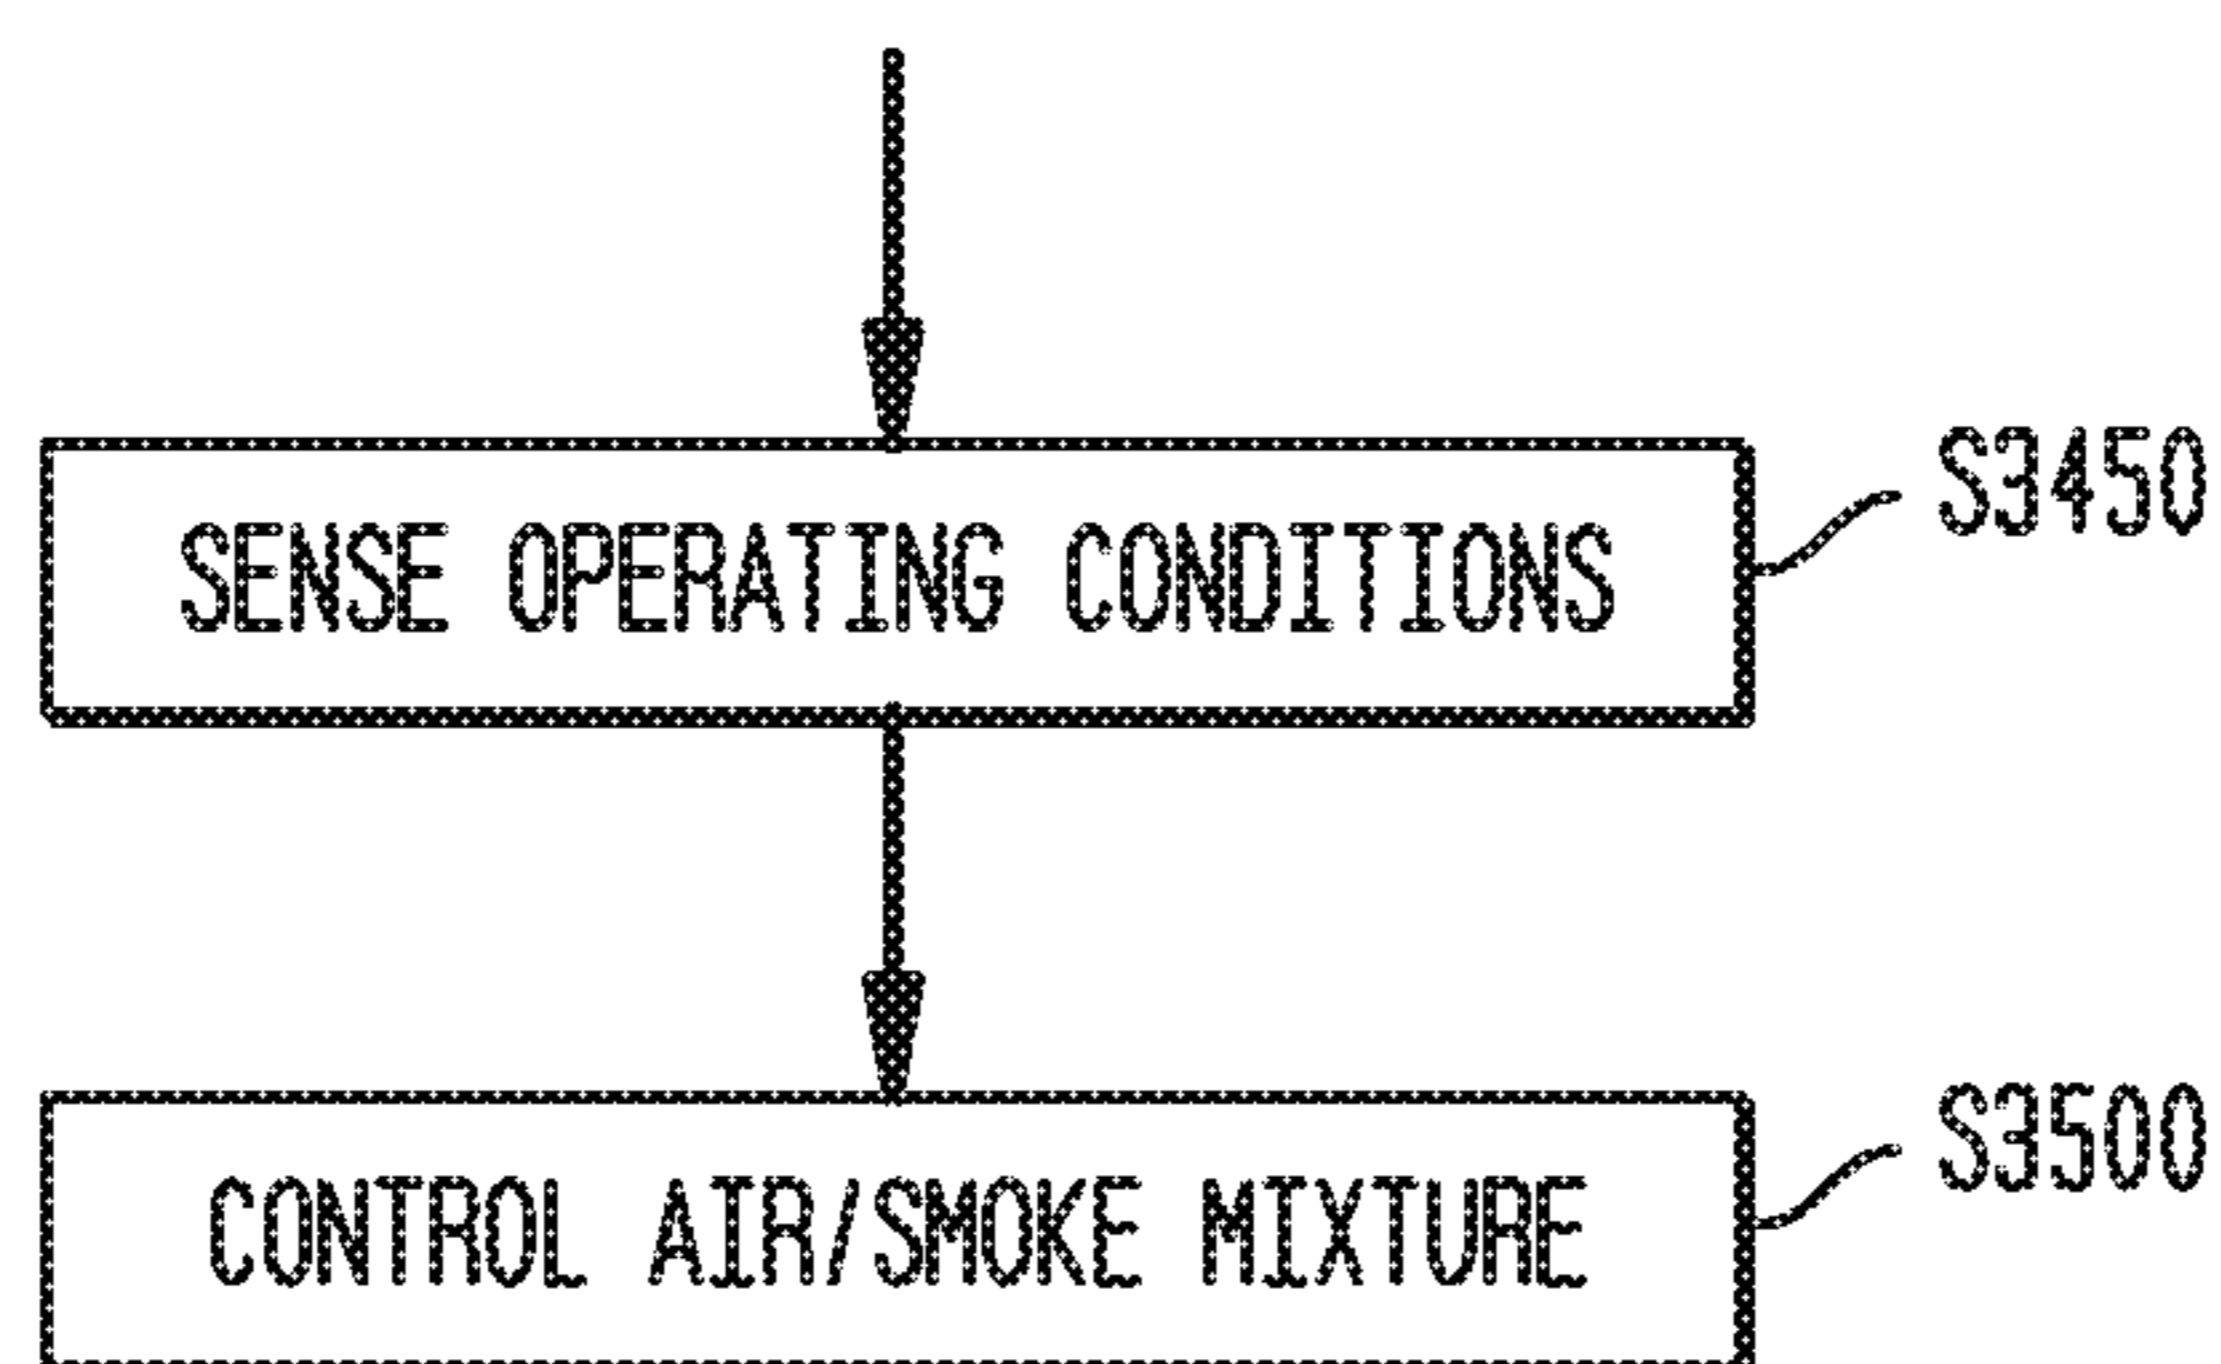 S3450
SENSE OPERATING CONDITIONS
S3500
CONTROL AIR/SMOKE MIXTURE